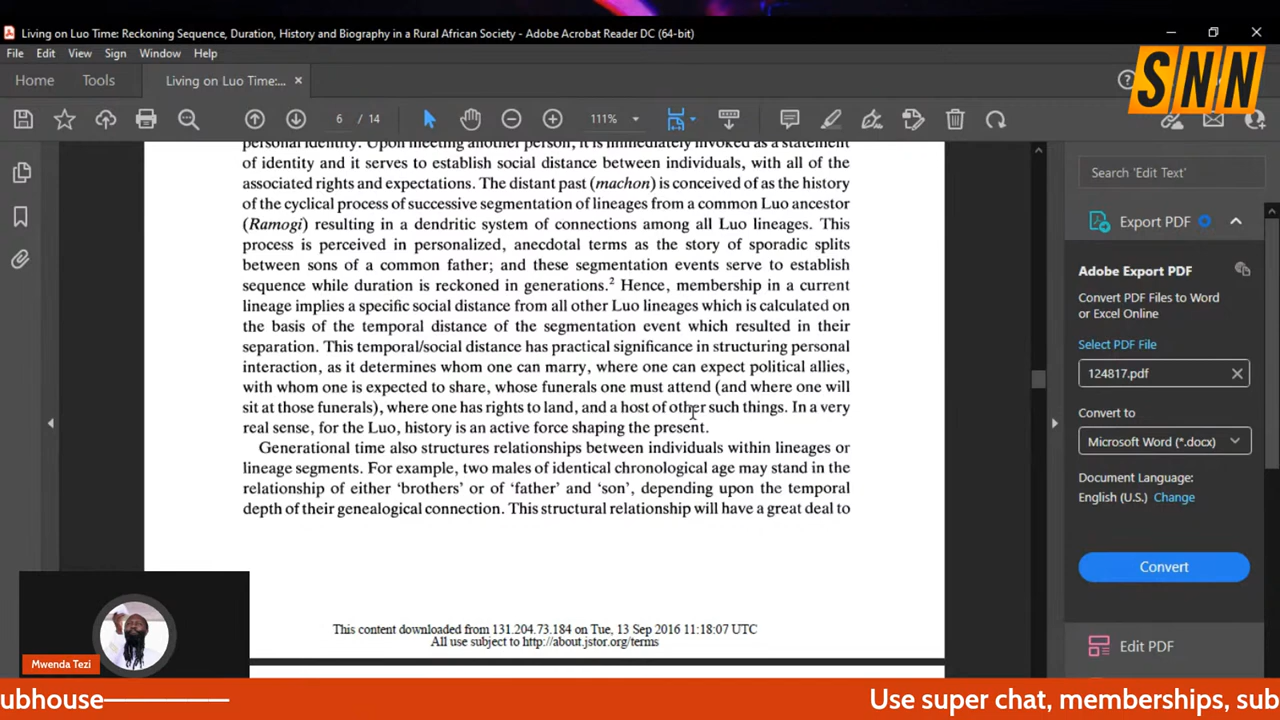 Living on Luo Time: Reckoning Sequence, Duration, History and Biography in a Rural African Society - Adobe Acrobat Reader DC (64-bit)
File Edit View Sign Window Help
Home Tools Living on Luo Time:...
SNN
6 / 14 111%
personal identity. Upon meeting another person, it is immediately invoked as a statement
of identity and it serves to establish social distance between individuals, with all of the
associated rights and expectations. The distant past (machon) is conceived of as the history
of the cyclical process of successive segmentation of lineages from a common Luo ancestor
(Ramogi) resulting in a dendritic system of connections among all Luo lineages. This
process is perceived in personalized, anecdotal terms as the story of sporadic splits
between sons of a common father; and these segmentation events serve to establish
sequence while duration is reckoned in generations.² Hence, membership in a current
lineage implies a specific social distance from all other Luo lineages which is calculated on
the basis of the temporal distance of the segmentation event which resulted in their
separation. This temporal/social distance has practical significance in structuring personal
interaction, as it determines whom one can marry, where one can expect political allies,
with whom one is expected to share, whose funerals one must attend (and where one will
sit at those funerals), where one has rights to land, and a host of other such things. In a very
real sense, for the Luo, history is an active force shaping the present.
Generational time also structures relationships between individuals within lineages or
lineage segments. For example, two males of identical chronological age may stand in the
relationship of either 'brothers' or of 'father' and 'son', depending upon the temporal
depth of their genealogical connection. This structural relationship will have a great deal to
This content downloaded from 131.204.73.184 on Tue, 13 Sep 2016 11:18:07 UTC
All use subject to http://about.jstor.org/terms
Search 'Edit Text'
Export PDF
Adobe Export PDF
Convert PDF Files to Word
or Excel Online
Select PDF File
124817.pdf
Convert to
Microsoft Word (*.docx)
Document Language:
English (U.S.) Change
Convert
Edit PDF
Mwenda Tezi
ubhouse
Use super chat, memberships, sub